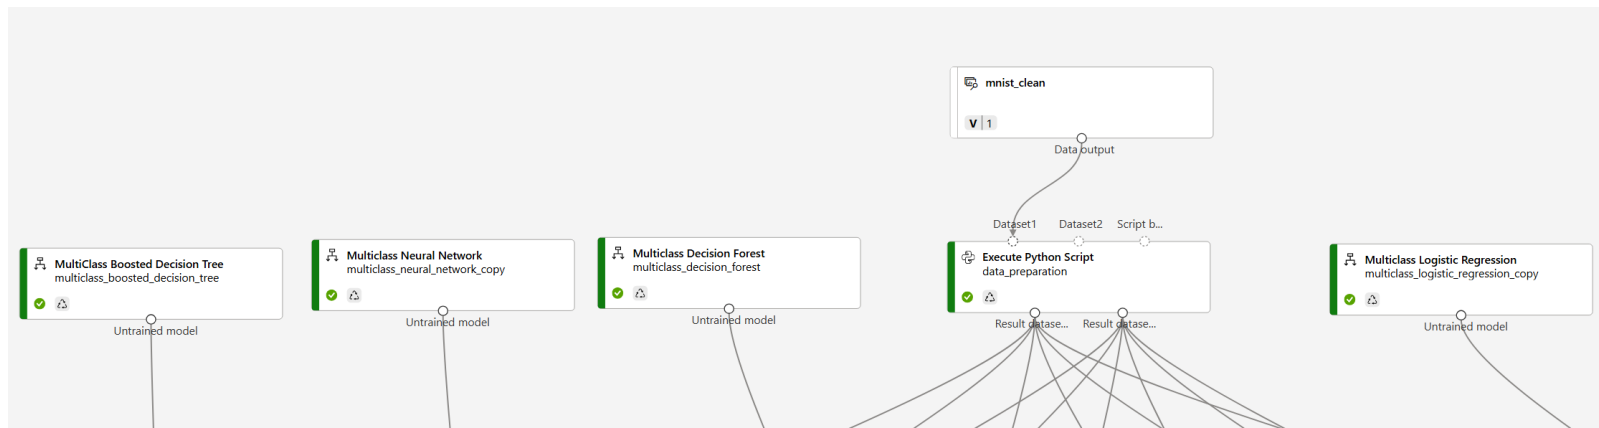 mnist_clean
V 1
Data output
Dataset1 Dataset2 Script b...
MultiClass Boosted Decision Tree
multiclass_boosted_decision_tree
Untrained model
Multiclass Neural Network
multiclass_neural_network_copy
Untrained model
Multiclass Decision Forest
multiclass_decision_forest
Untrained model
Execute Python Script
data_preparation
Result datase... Result datase...
Multiclass Logistic Regression
multiclass_logistic_regression_copy
Untrained model